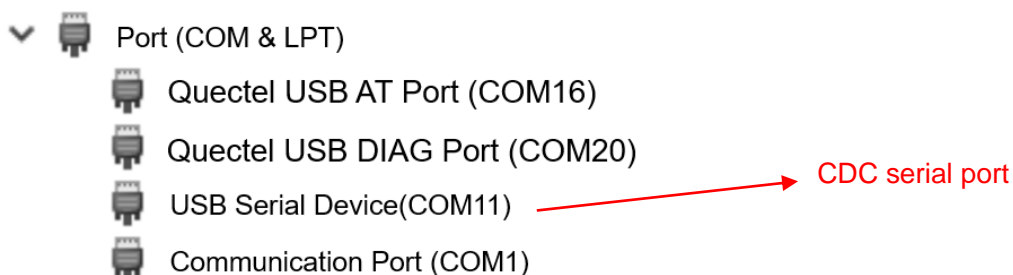 Port (COM & LPT)
Quectel USB AT Port (COM16)
Quectel USB DIAG Port (COM20)
CDC serial port
USB Serial Device(COM11)
Communication Port (COM1)